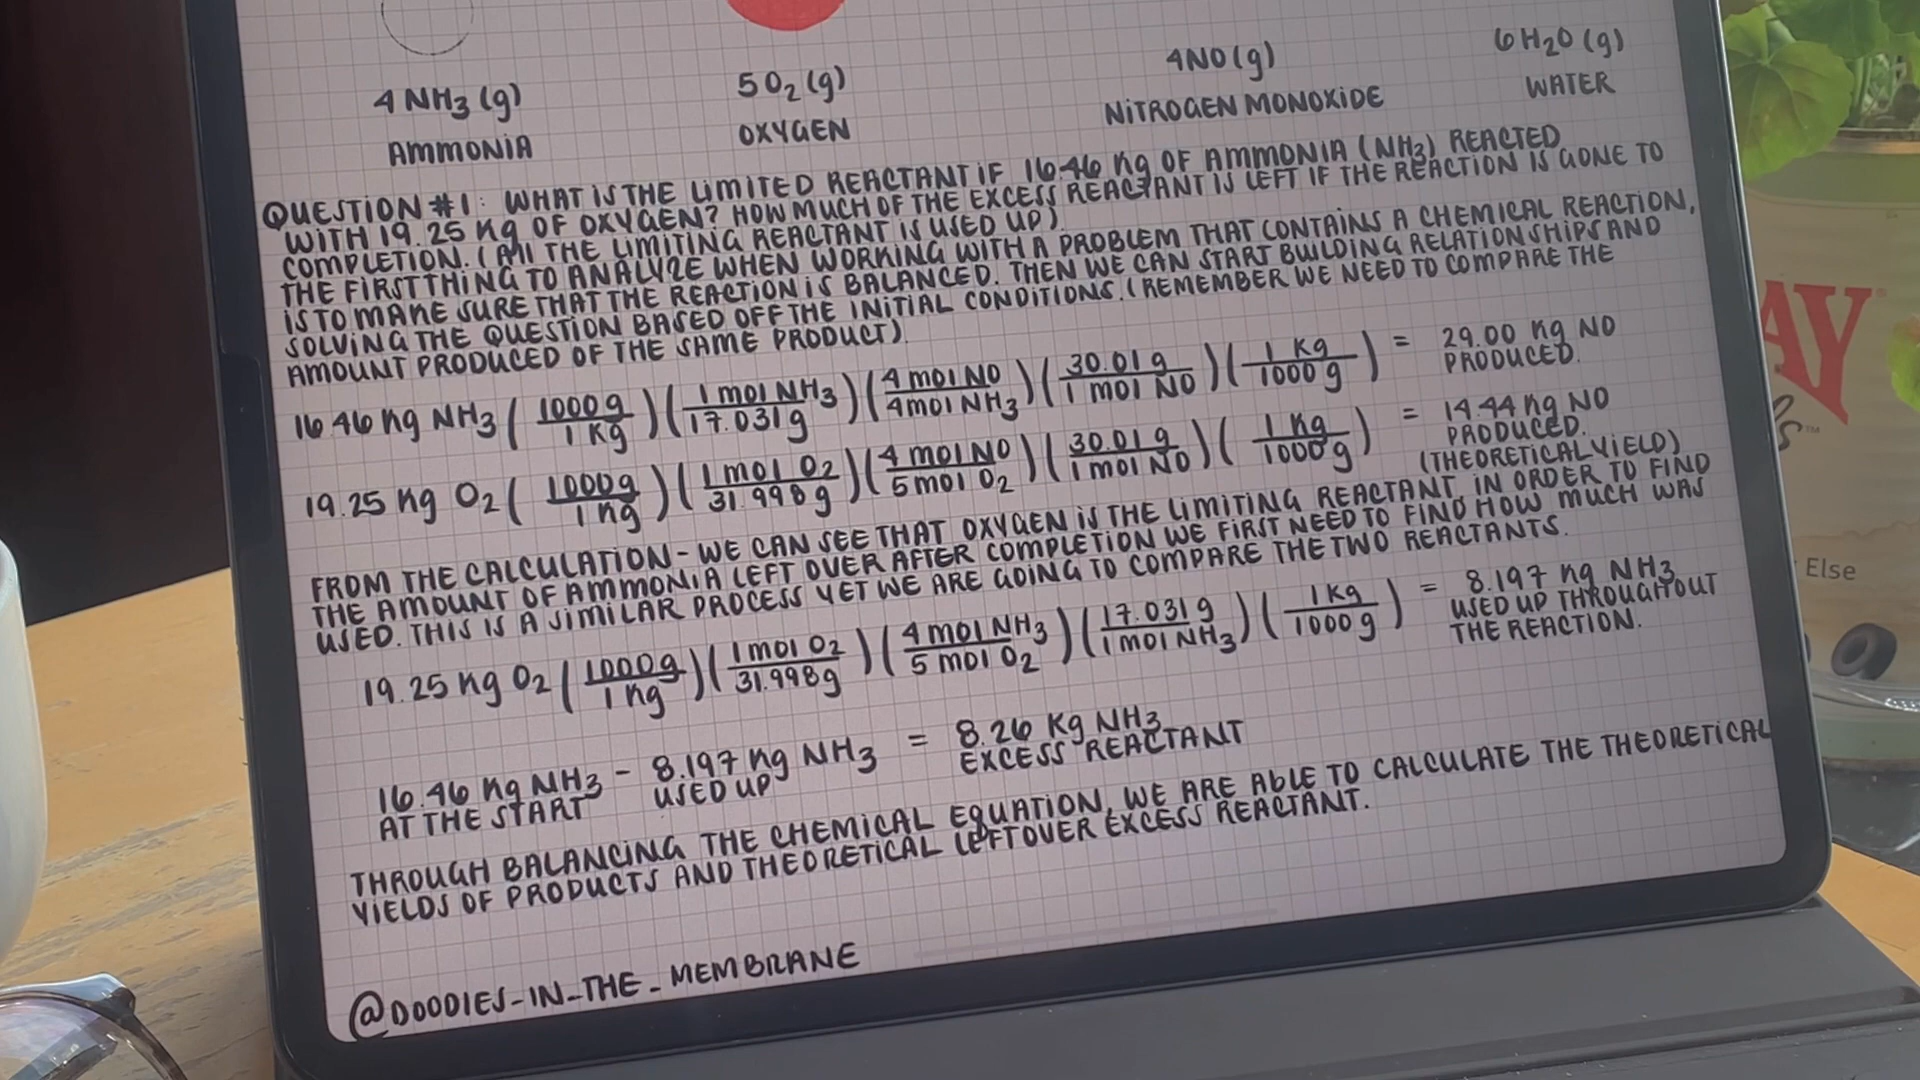 4 NH3 (g)
AMMONIA
5 O2 (g)
OXYGEN
4NO (g)
NITROGEN MONOXIDE
6 H2O (g)
WATER
QUESTION #1: WHAT IS THE LIMITED REACTANT IF 16.46 kg OF AMMONIA (NH3) REACTED
WITH 19.25 kg OF OXYGEN? HOW MUCH OF THE EXCESS REACTANT IS LEFT IF THE REACTION IS GONE TO
COMPLETION. (All THE LIMITING REACTANT IS USED UP)
THE FIRST THING TO ANALYZE WHEN WORKING WITH A PROBLEM THAT CONTAINS A CHEMICAL REACTION,
IS TO MAKE SURE THAT THE REACTION IS BALANCED. THEN WE CAN START BUILDING RELATIONSHIPS AND
SOLVING THE QUESTION BASED OFF THE INITIAL CONDITIONS. (REMEMBER WE NEED TO COMPARE THE
AMOUNT PRODUCED OF THE SAME PRODUCT)
16.46 kg NH3 (1000 g / 1 kg) (1 mol NH3 / 17.031 g) (4 mol NO / 4 mol NH3) (30.01 g / 1 mol NO) (1 kg / 1000 g) = 29.00 kg NO
PRODUCED.
19.25 kg O2 (1000 g / 1 kg) (1 mol O2 / 31.998 g) (4 mol NO / 5 mol O2) (30.01 g / 1 mol NO) (1 kg / 1000 g) = 14.44 kg NO
PRODUCED.
(THEORETICAL YIELD)
FROM THE CALCULATION - WE CAN SEE THAT OXYGEN IS THE LIMITING REACTANT, IN ORDER TO FIND
THE AMOUNT OF AMMONIA LEFT OVER AFTER COMPLETION WE FIRST NEED TO FIND HOW MUCH WAS
USED. THIS IS A SIMILAR PROCESS YET WE ARE GOING TO COMPARE THE TWO REACTANTS.
19.25 kg O2 (1000 g / 1 kg) (1 mol O2 / 31.998 g) (4 mol NH3 / 5 mol O2) (17.031 g / 1 mol NH3) (1 kg / 1000 g) = 8.197 kg NH3
USED UP THROUGHOUT
THE REACTION.
16.46 kg NH3 - 8.197 kg NH3 = 8.26 kg NH3
AT THE START USED UP EXCESS REACTANT
THROUGH BALANCING THE CHEMICAL EQUATION, WE ARE ABLE TO CALCULATE THE THEORETICAL
YIELDS OF PRODUCTS AND THEORETICAL LEFTOVER EXCESS REACTANT.
@DOODLES_IN_THE_MEMBRANE
AY
Else